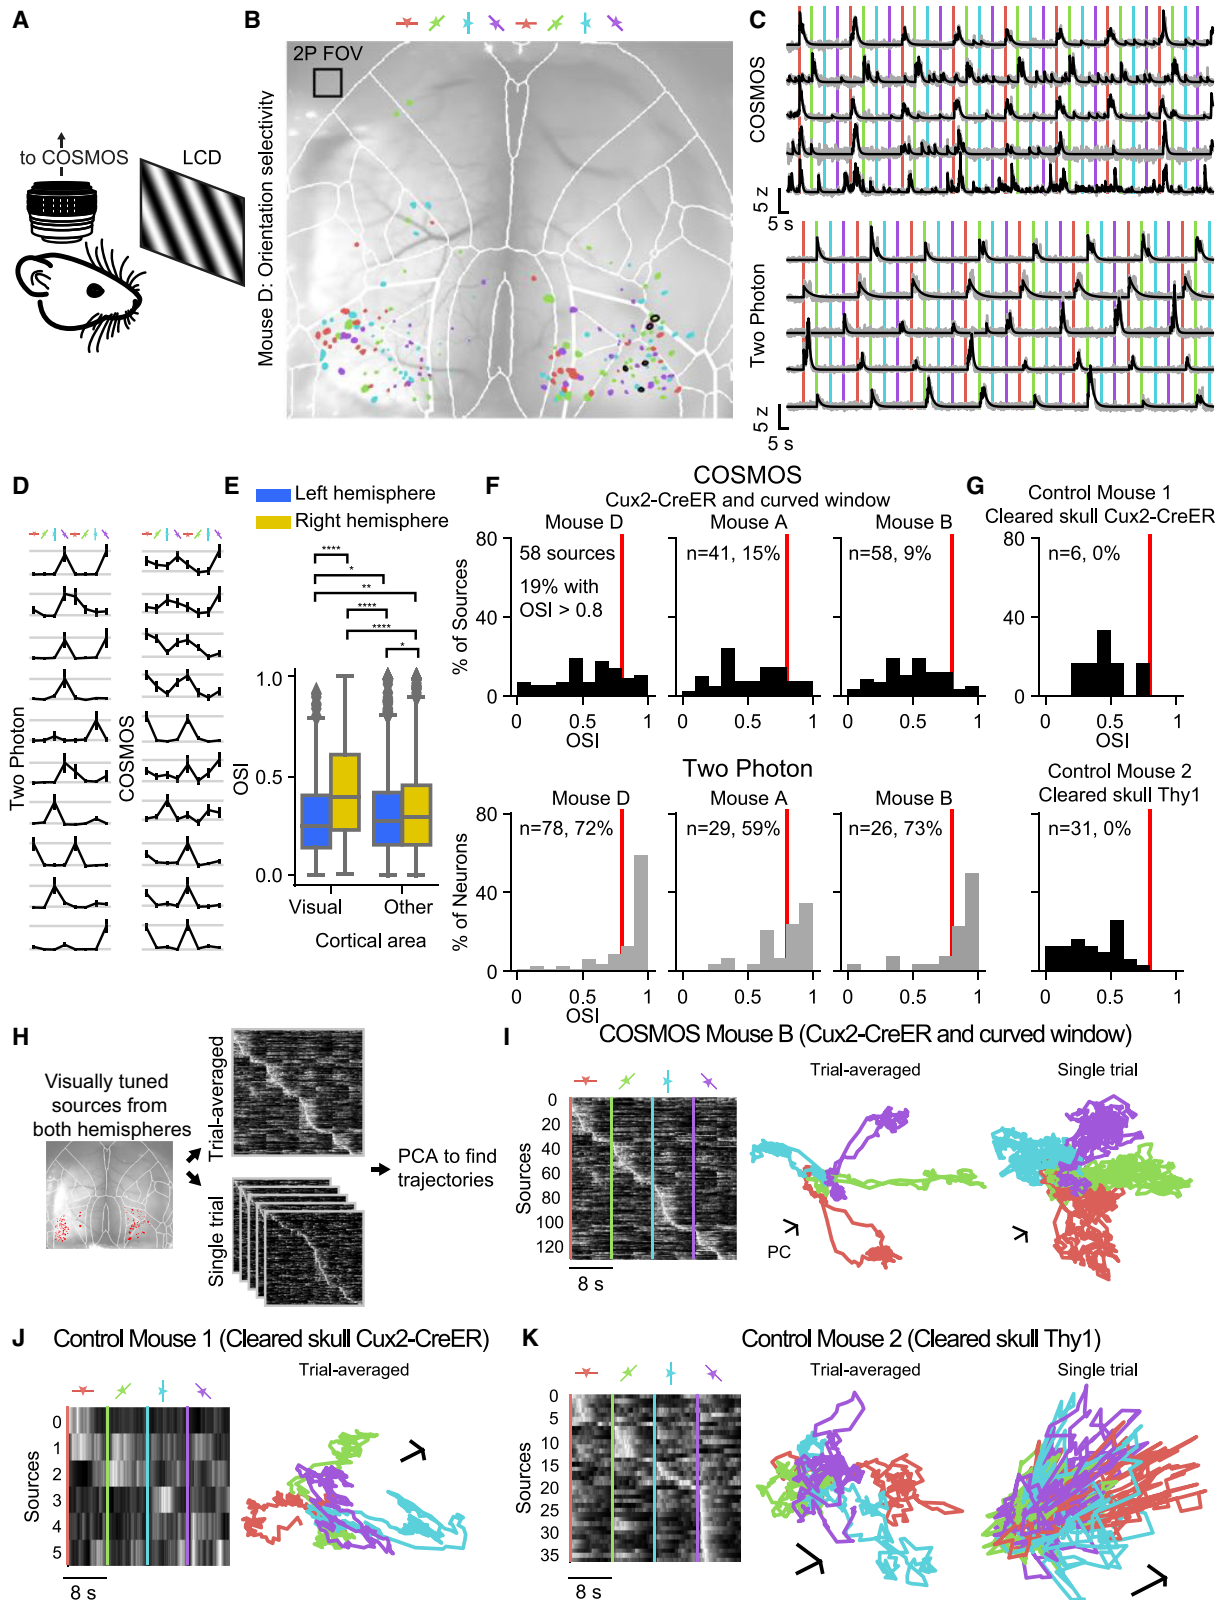 A
to COSMOS
LCD
B
Mouse D: Orientation selectivity
2P FOV
C
COSMOS
5 z
5 s
Two Photon
5 z
5 s
D
Two Photon
COSMOS
E
Left hemisphere
Right hemisphere
****
*
**
****
****
*
OSI
1.0
0.5
0.0
Visual
Other
Cortical area
F
COSMOS
Cux2-CreER and curved window
Mouse D
Mouse A
Mouse B
% of Sources
80
40
0
58 sources
19% with
OSI > 0.8
n=41, 15%
n=58, 9%
0
0.5
1
OSI
0
0.5
1
0
0.5
1
Two Photon
Mouse D
Mouse A
Mouse B
% of Neurons
80
40
0
n=78, 72%
n=29, 59%
n=26, 73%
0
0.5
1
OSI
0
0.5
1
0
0.5
1
G
Control Mouse 1
Cleared skull Cux2-CreER
80
40
0
n=6, 0%
0
0.5
1
OSI
Control Mouse 2
Cleared skull Thy1
n=31, 0%
0
0.5
1
H
Visually tuned
sources from
both hemispheres
Trial-averaged
Single trial
PCA to find
trajectories
I
COSMOS Mouse B (Cux2-CreER and curved window)
Trial-averaged
Single trial
Sources
0
20
40
60
80
100
120
8 s
PC
J
Control Mouse 1 (Cleared skull Cux2-CreER)
Trial-averaged
Sources
0
1
2
3
4
5
8 s
K
Control Mouse 2 (Cleared skull Thy1)
Trial-averaged
Single trial
Sources
0
5
10
15
20
25
30
35
8 s